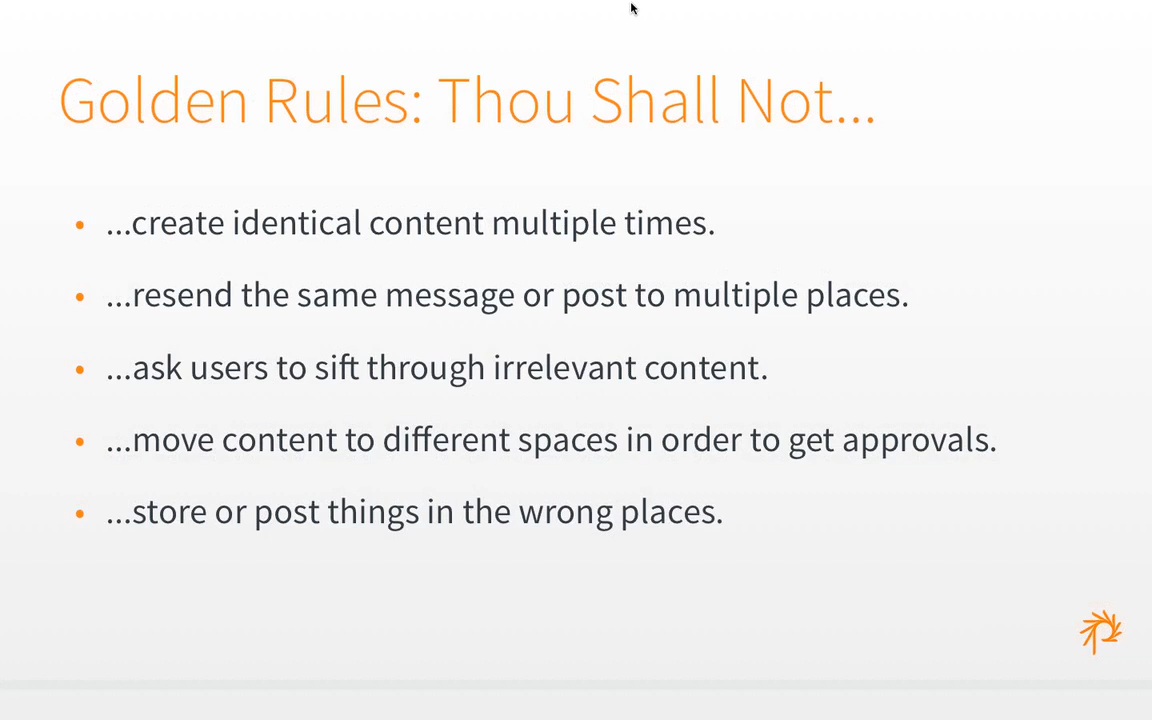 Golden Rules: Thou Shall Not...
• ...create identical content multiple times.
• ...resend the same message or post to multiple places.
• ...ask users to sift through irrelevant content.
• ...move content to different spaces in order to get approvals.
• ...store or post things in the wrong places.